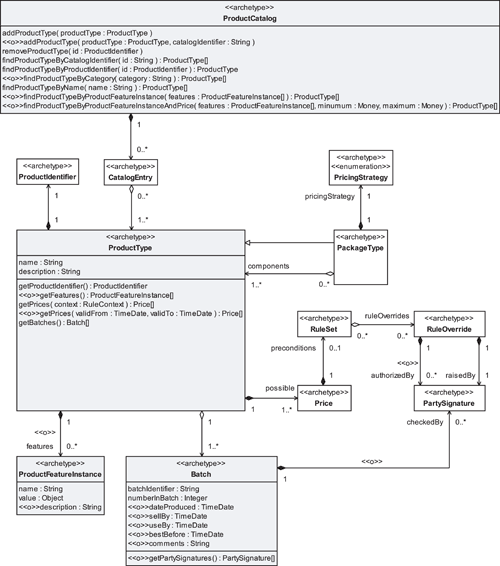 <<archetype>>
ProductCatalog
addProductType( productType : ProductType )
<<o>>addProductType( productType : ProductType, catalogIdentifier : String )
removeProductType( id : ProductIdentifier )
findProductTypeByCatalogIdentifier( id : String ) : ProductType[]
findProductTypeByProductIdentifier( id : ProductIdentifier ) : ProductType
<<o>>findProductTypeByCategory( category : String ) : ProductType[]
findProductTypeByName( name : String ) : ProductType[]
<<o>>findProductTypeByProductFeatureInstance( features : ProductFeatureInstance[] ) : ProductType[]
<<o>>findProductTypeByProductFeatureInstanceAndPrice( features : ProductFeatureInstance[], minumum : Money, maximum : Money ) : ProductType[]
1
0..*
<<archetype>>
ProductIdentifier
<<archetype>>
CatalogEntry
<<archetype>>
<<enumeration>>
PricingStrategy
1
0..*
pricingStrategy
1
1
1..*
1
<<archetype>>
ProductType
<<archetype>>
PackageType
name : String
description : String
components
1..*
0..*
getProductIdentifier() : ProductIdentifier
<<o>>getFeatures() : ProductFeatureInstance[]
getPrices( context : RuleContext ) : Price[]
<<o>>getPrices( validFrom : TimeDate, validTo : TimeDate ) : Price[]
getBatches() : Batch[]
<<archetype>>
RuleSet
ruleOverrides
0..*
0..*
<<archetype>>
RuleOverride
preconditions
0..1
1
1
<<o>>
authorizedBy
0..*
raisedBy
1
possible
1
1
1..*
<<archetype>>
Price
<<archetype>>
PartySignature
checkedBy
0..*
1
<<o>>
features
0..*
1
1..*
<<archetype>>
ProductFeatureInstance
name : String
value : Object
<<o>>description : String
<<archetype>>
Batch
1
<<o>>
batchIdentifier : String
numberInBatch : Integer
<<o>>dateProduced : TimeDate
<<o>>sellBy : TimeDate
<<o>>useBy : TimeDate
<<o>>bestBefore : TimeDate
<<o>>comments : String
<<o>>getPartySignatures() : PartySignature[]